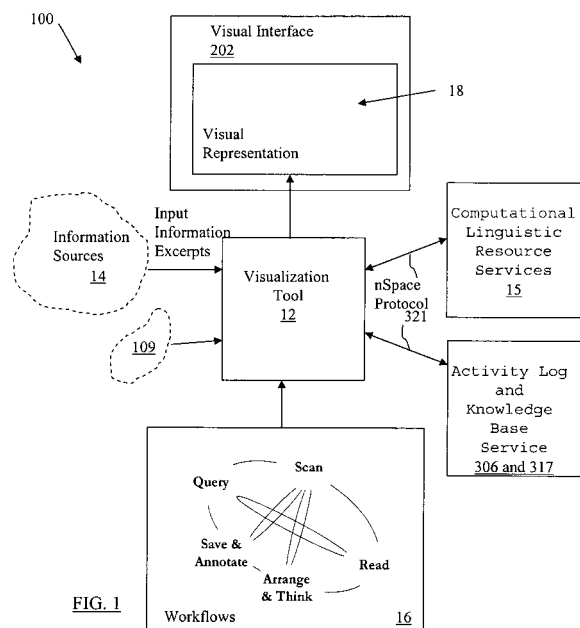 100
Visual Interface
202
18
Visual
Representation
Information
Sources
14
Input
Information
Excerpts
Visualization
Tool
12
Computational
Linguistic
Resource
Services
15
nSpace
Protocol
321
109
Activity Log
and
Knowledge
Base
Service
306 and 317
Scan
Query
Save &
Annotate
Arrange
& Think
Read
FIG. 1
Workflows
16